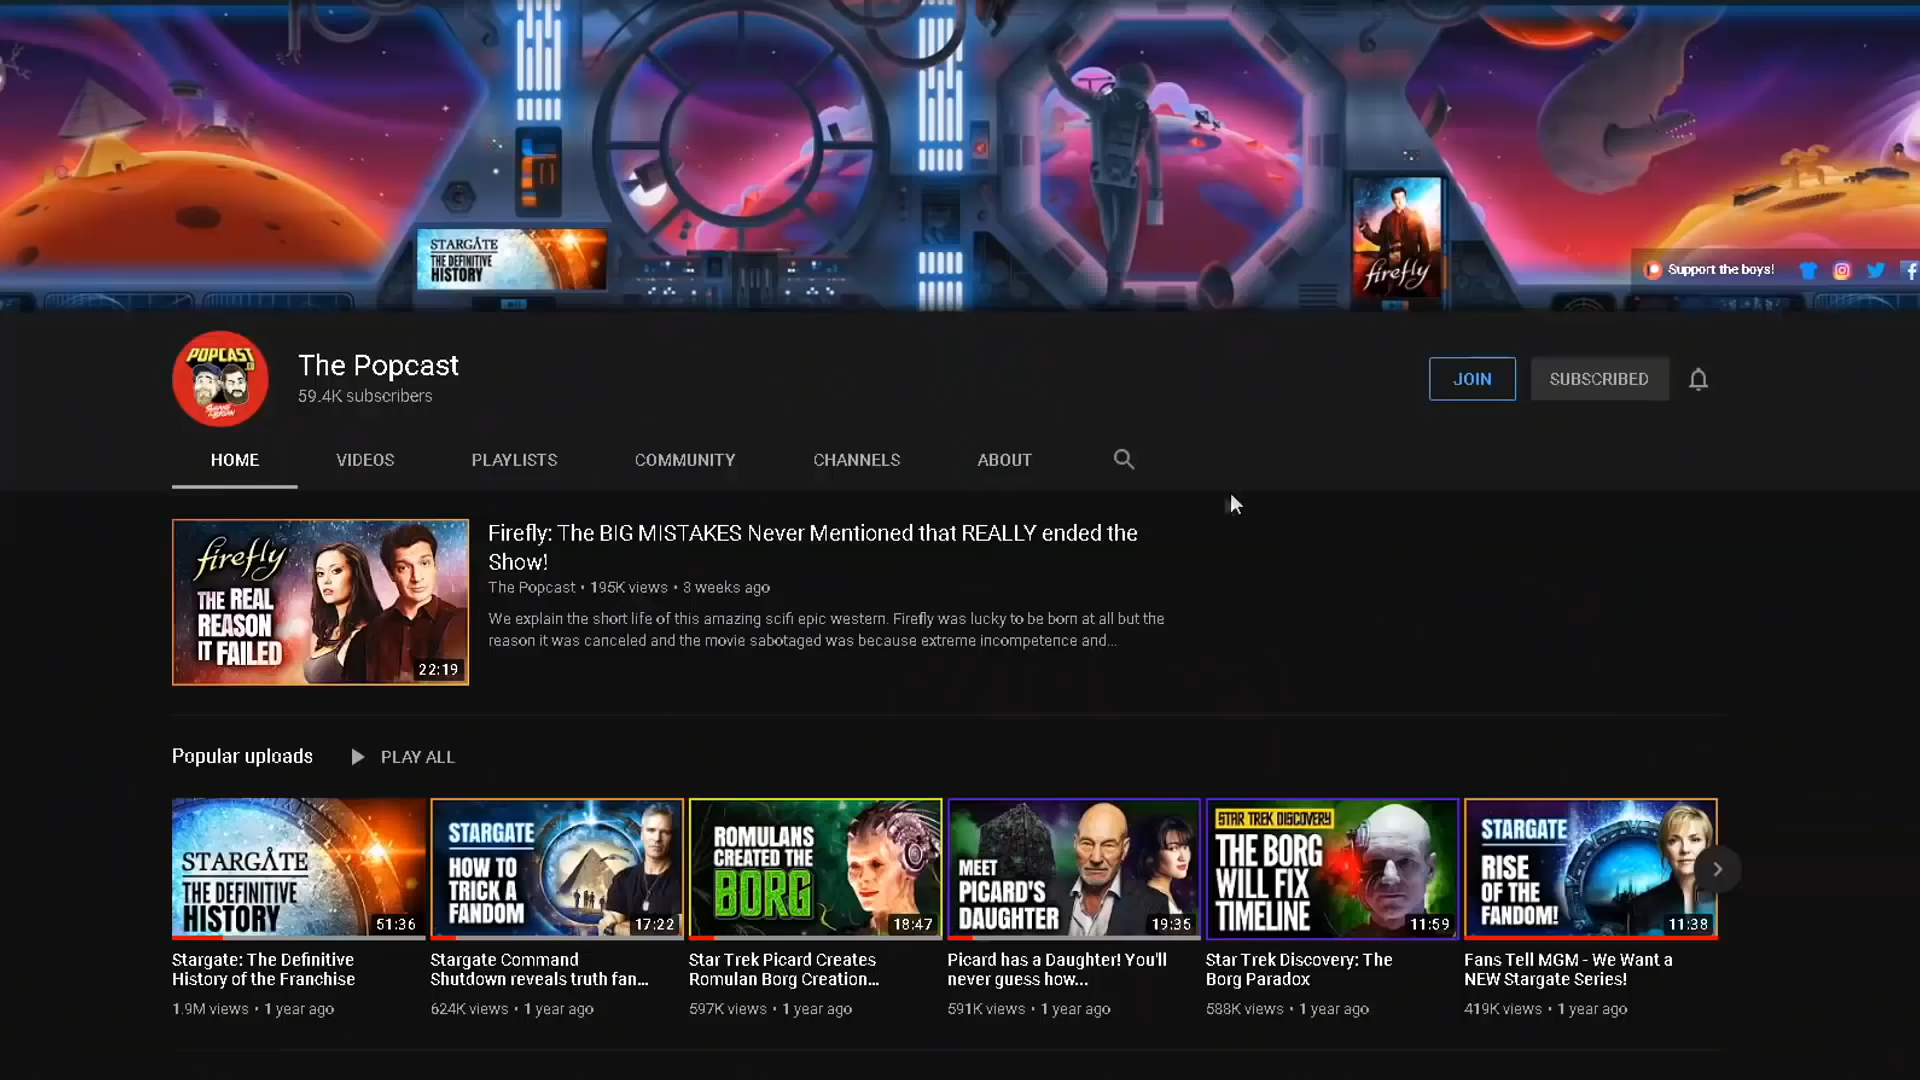 STARGATE
THE DEFINITIVE
HISTORY
firefly
Support the boys!
POPCAST
.CO
The Popcast
59.4K subscribers
JOIN
SUBSCRIBED
HOME
VIDEOS
PLAYLISTS
COMMUNITY
CHANNELS
ABOUT
firefly
THE REAL
REASON
IT FAILED
22:19
Firefly: The BIG MISTAKES Never Mentioned that REALLY ended the
Show!
The Popcast • 195K views • 3 weeks ago
We explain the short life of this amazing scifi epic western. Firefly was lucky to be born at all but the
reason it was canceled and the movie sabotaged was because extreme incompetence and...
Popular uploads
PLAY ALL
STARGATE
THE DEFINITIVE
HISTORY
51:36
Stargate: The Definitive
History of the Franchise
1.9M views • 1 year ago
STARGATE
HOW TO
TRICK A
FANDOM
17:22
Stargate Command
Shutdown reveals truth fan...
624K views • 1 year ago
ROMULANS
CREATED THE
BORG
18:47
Star Trek Picard Creates
Romulan Borg Creation...
597K views • 1 year ago
MEET
PICARD'S
DAUGHTER
19:35
Picard has a Daughter! You'll
never guess how...
591K views • 1 year ago
STAR TREK DISCOVERY
THE BORG
WILL FIX
TIMELINE
11:59
Star Trek Discovery: The
Borg Paradox
588K views • 1 year ago
STARGATE
RISE
OF THE
FANDOM!
11:38
Fans Tell MGM - We Want a
NEW Stargate Series!
419K views • 1 year ago